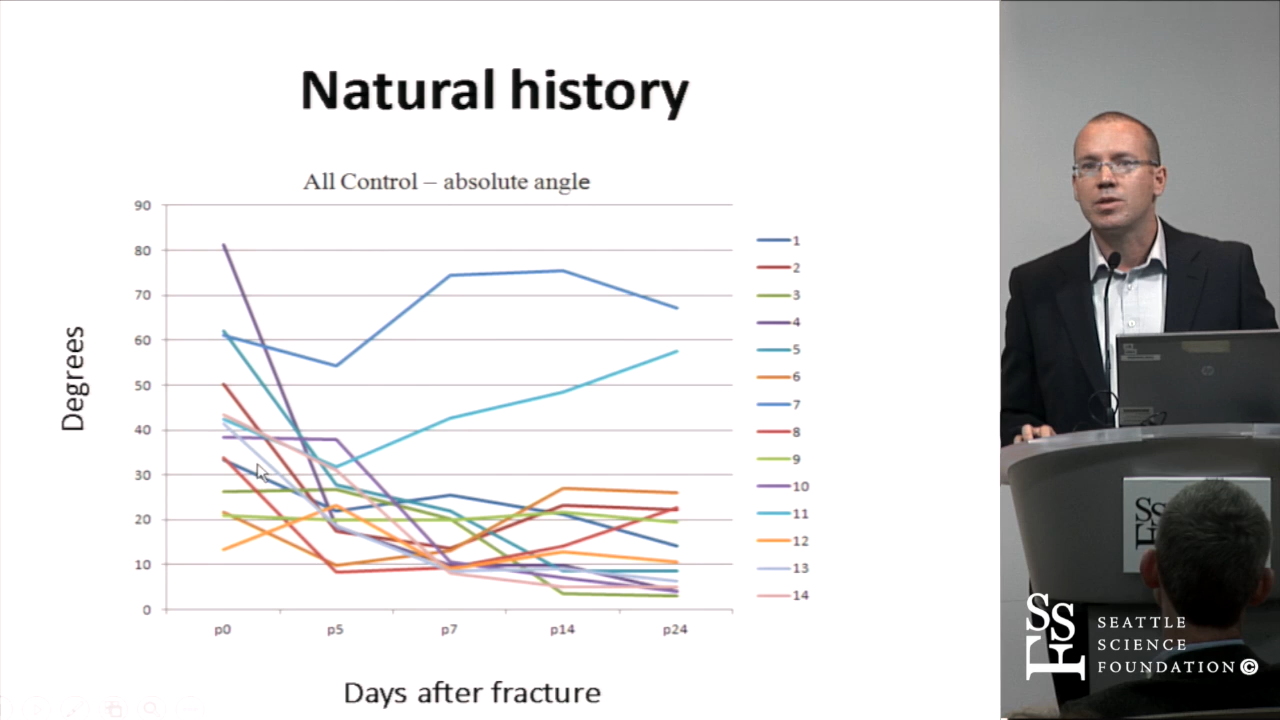 Natural history
All Control – absolute angle
Degrees
90
80
70
60
50
40
30
20
10
0
p0
p5
p7
p14
p24
Days after fracture
1
2
3
4
5
6
7
8
9
10
11
12
13
14
SSF
SEATTLE
SCIENCE
FOUNDATION©